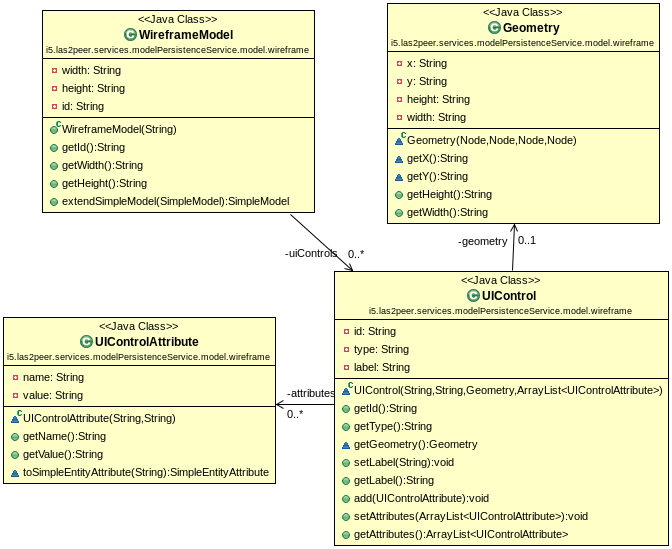 <<Java Class>>
WireframeModel
i5.las2peer.services.modelPersistenceService.model.wireframe
width: String
height: String
id: String
WireframeModel(String)
getId():String
getWidth():String
getHeight():String
extendSimpleModel(SimpleModel):SimpleModel
<<Java Class>>
Geometry
i5.las2peer.services.modelPersistenceService.model.wireframe
x: String
y: String
height: String
width: String
Geometry(Node,Node,Node,Node)
getX():String
getY():String
getHeight():String
getWidth():String
-uiControls
0..*
-geometry
0..1
<<Java Class>>
UIControl
i5.las2peer.services.modelPersistenceService.model.wireframe
id: String
type: String
label: String
UIControl(String,String,Geometry,ArrayList<UIControlAttribute>)
getId():String
getType():String
getGeometry():Geometry
setLabel(String):void
getLabel():String
add(UIControlAttribute):void
setAttributes(ArrayList<UIControlAttribute>):void
getAttributes():ArrayList<UIControlAttribute>
-attributes
0..*
<<Java Class>>
UIControlAttribute
i5.las2peer.services.modelPersistenceService.model.wireframe
name: String
value: String
UIControlAttribute(String,String)
getName():String
getValue():String
toSimpleEntityAttribute(String):SimpleEntityAttribute